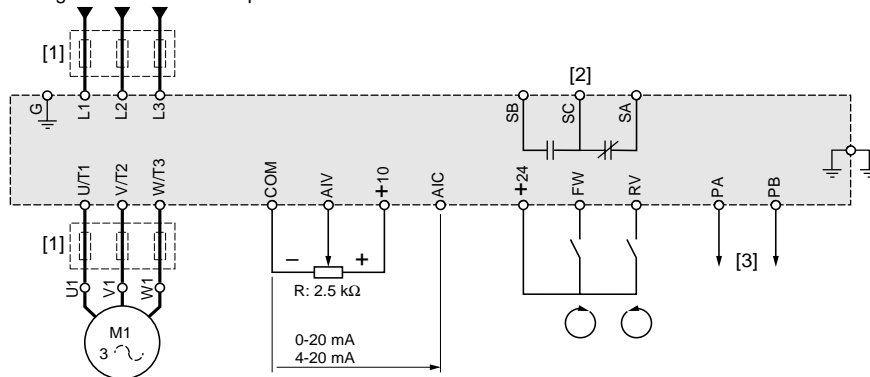 [1]
[2]
G
L1
L2
L3
SB
SC
SA
U/T1
V/T2
W/T3
COM
AIV
+10
AIC
+24
FW
RV
PA
PB
[1]
− +
R: 2.5 kΩ
[3]
U1
V1
W1
M1
3
0-20 mA
4-20 mA